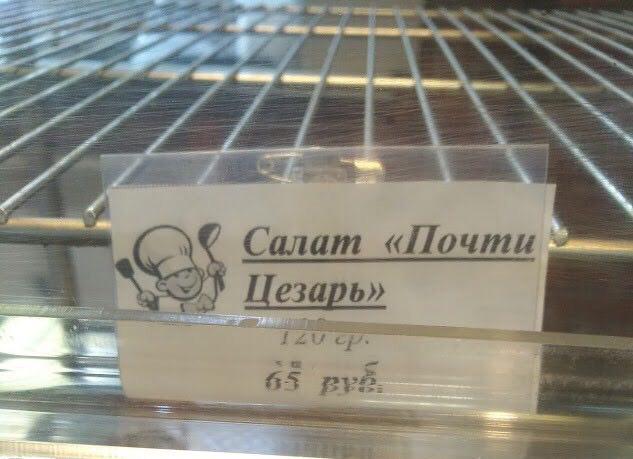 Салат «Почти
Цезарь»
120 гр.
65 руб.